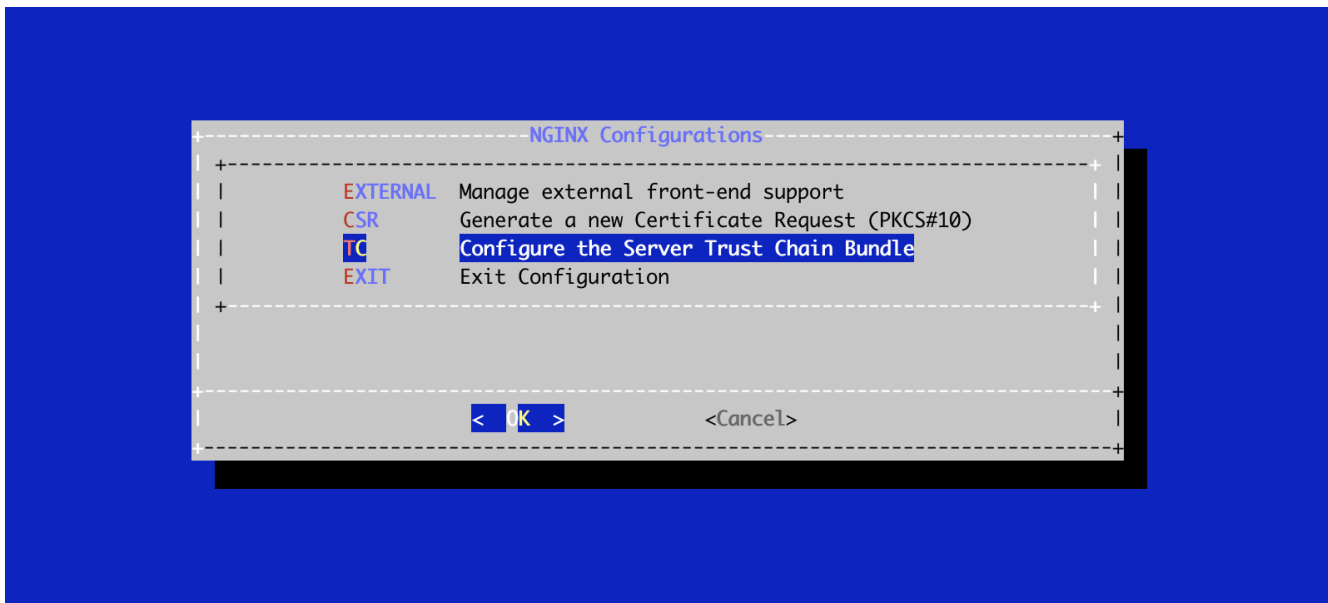 NGINX Configurations
EXTERNAL Manage external front-end support
CSR Generate a new Certificate Request (PKCS#10)
TC Configure the Server Trust Chain Bundle
EXIT Exit Configuration
< OK > <Cancel>